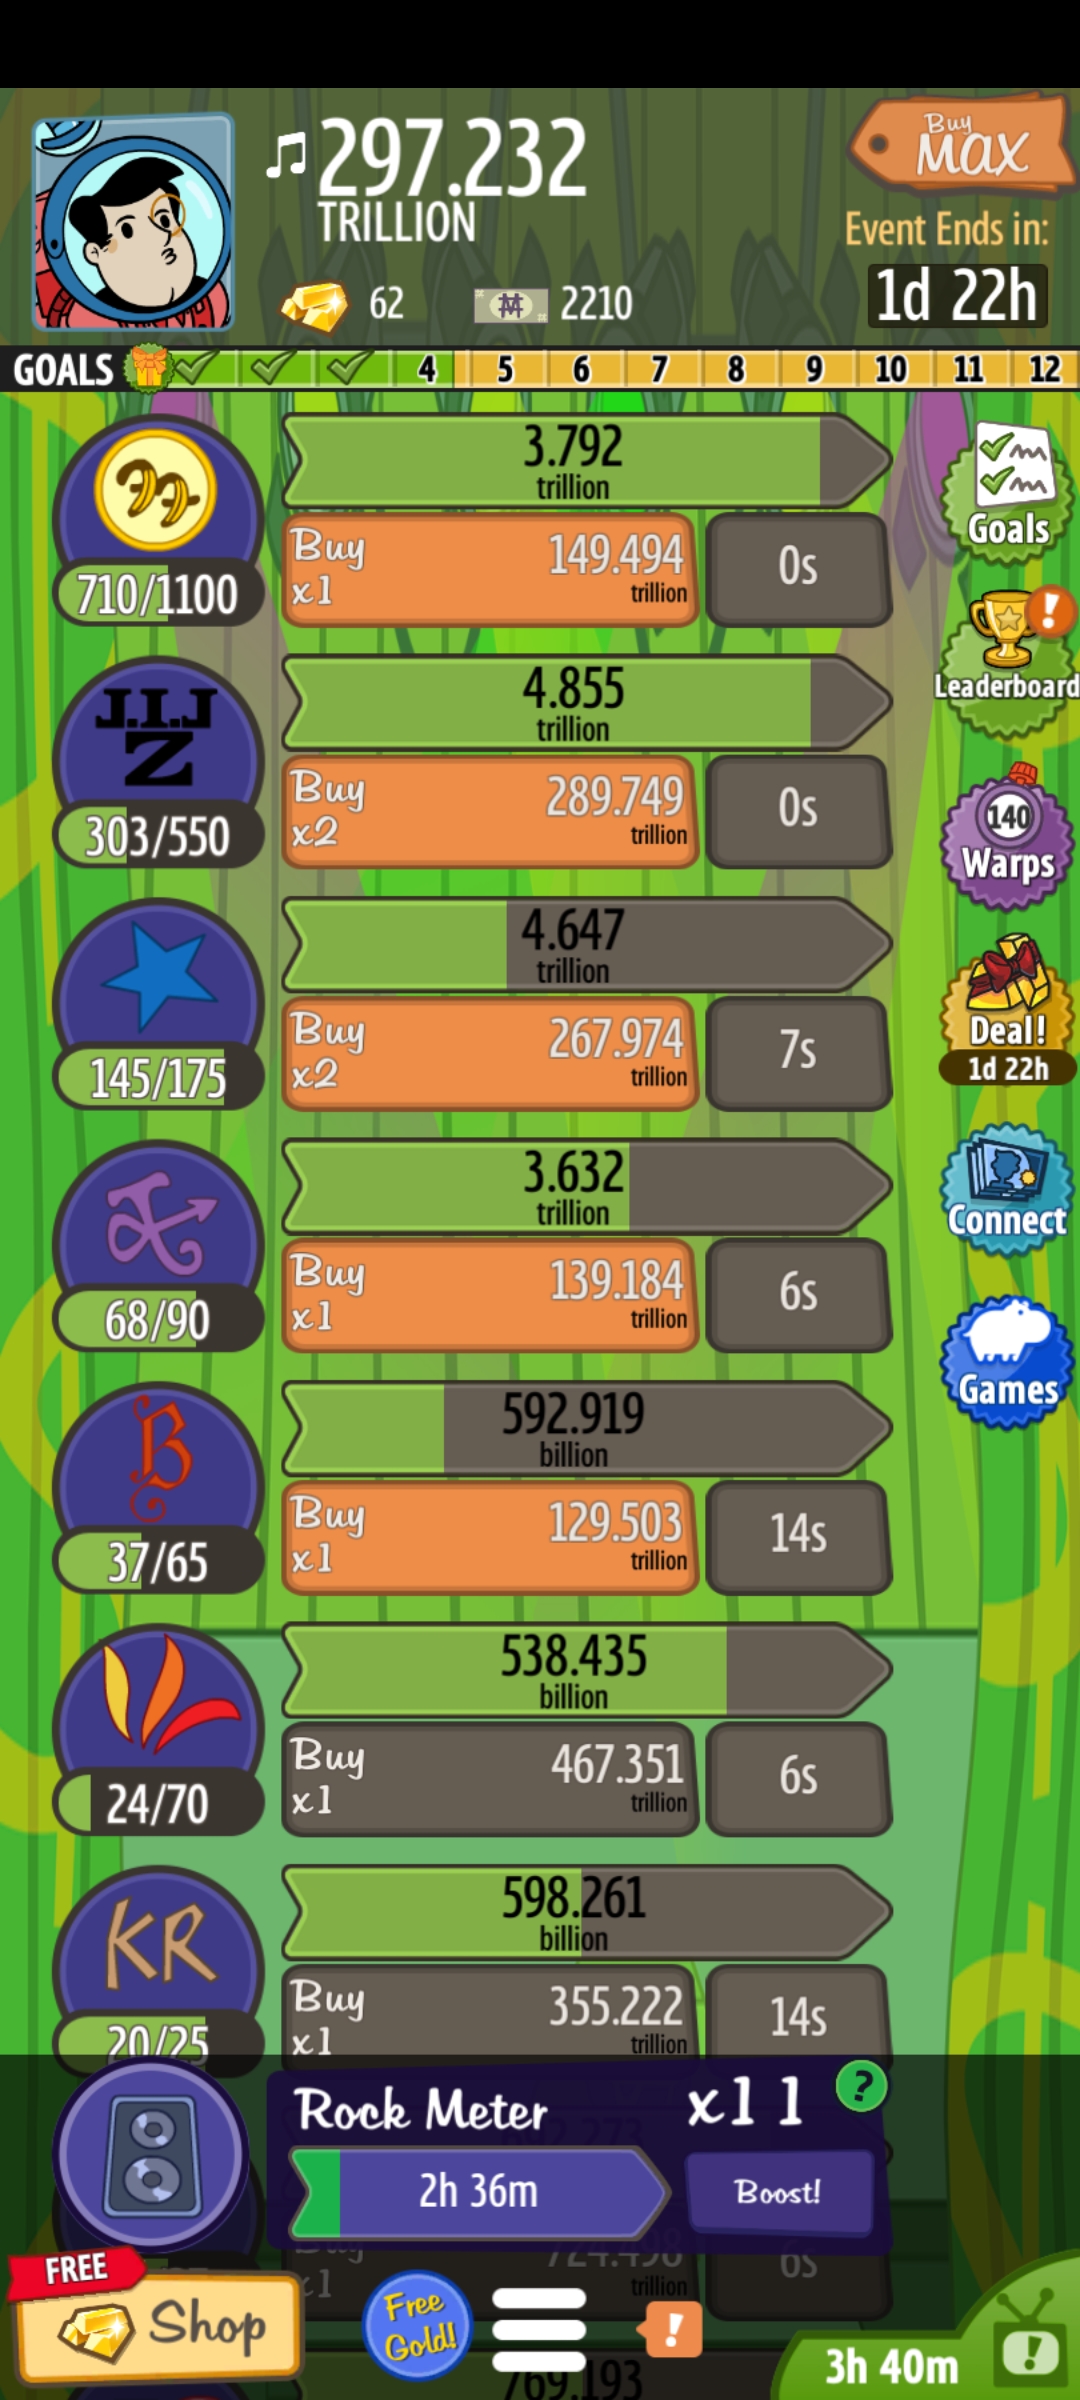 297.232
TRILLION
62
2210
Buy
MAX
Event Ends in:
1d 22h
GOALS
4 5 6 7 8 9 10 11 12
3.792
trillion
Buy
x1
149.494
trillion
0s
710/1100
Goals
Leaderboard
J.I.J
Z
4.855
trillion
Buy
x2
289.749
trillion
0s
303/550
140
Warps
4.647
trillion
Buy
x2
267.974
trillion
7s
145/175
Deal!
1d 22h
3.632
trillion
Buy
x1
139.184
trillion
6s
68/90
Connect
Games
B
592.919
billion
Buy
x1
129.503
trillion
14s
37/65
538.435
billion
Buy
x1
467.351
trillion
6s
24/70
KR
598.261
billion
Buy
x1
355.222
trillion
14s
20/25
Rock Meter
x11
?
2h 36m
Boost!
Buy
x1
724.498
trillion
6s
FREE
Shop
Free
Gold!
!
769.193
3h 40m
!